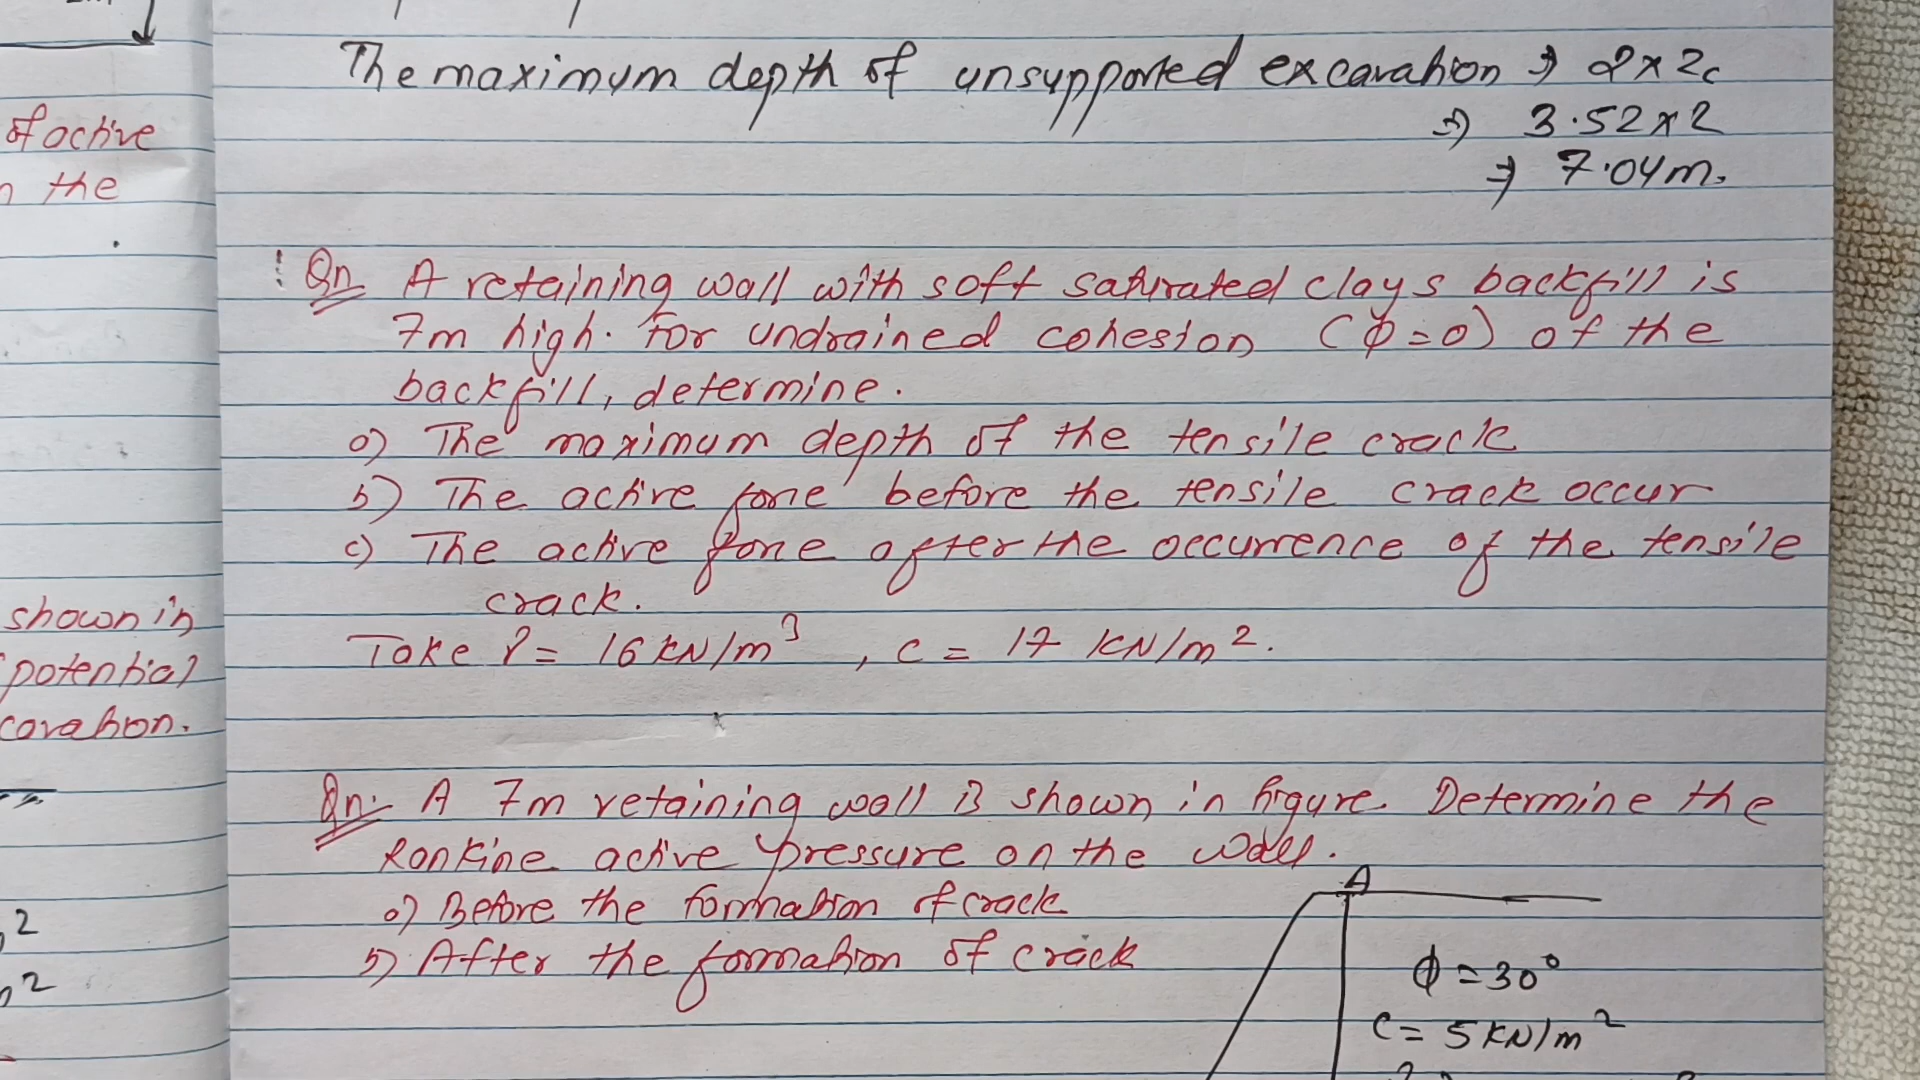 of active
n the
shown in
potential
cavation.
2
2
The maximum depth of unsupported excavation ⇒ 2 x Zc
⇒ 3.52 x 2
⇒ 7.04m.
Qn A retaining wall with soft saturated clays backfill is
7m high. For undrained cohesion (φ=0) of the
backfill, determine.
a) The maximum depth of the tensile crack
b) The active force before the tensile crack occur
c) The active force after the occurrence of the tensile
crack.
Take γ = 16 kN/m³, c = 17 kN/m².
Qn:- A 7m retaining wall is shown in figure. Determine the
Rankine active pressure on the wall.
a) Before the formation of crack
b) After the formation of crack
A
φ = 30°
C = 5 kN/m²